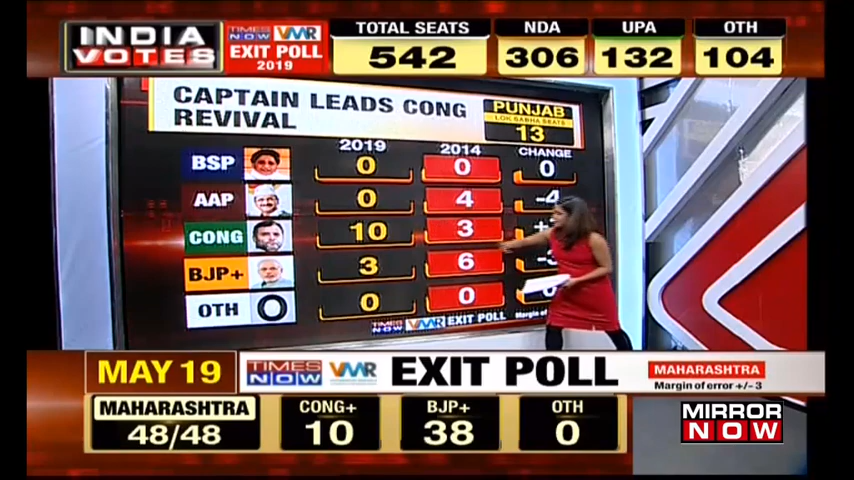 INDIA
VOTES
TIMES NOW VMR
EXIT POLL
2019
TOTAL SEATS
542
NDA
306
UPA
132
OTH
104
CAPTAIN LEADS CONG
REVIVAL
PUNJAB
LOK SABHA SEATS
13
2019 2014 CHANGE
BSP 0 0 0
AAP 0 4 -4
CONG 10 3
BJP+ 3 6
OTH 0 0
TIMES NOW VMR EXIT POLL
Margin of
MAY 19
TIMES NOW VMR EXIT POLL
MAHARASHTRA
Margin of error +/- 3
MAHARASHTRA
48/48
CONG+
10
BJP+
38
OTH
0
MIRROR
NOW